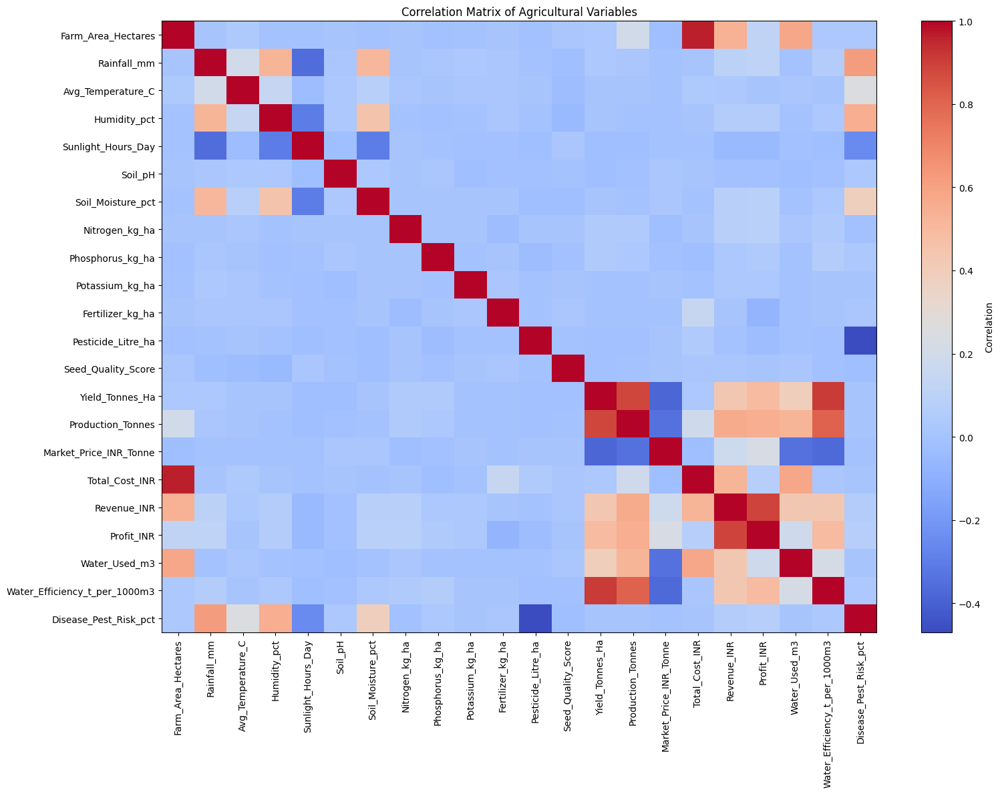 Correlation Matrix of Agricultural Variables
Farm_Area_Hectares
Rainfall_mm
Avg_Temperature_C
Humidity_pct
Sunlight_Hours_Day
Soil_pH
Soil_Moisture_pct
Nitrogen_kg_ha
Phosphorus_kg_ha
Potassium_kg_ha
Fertilizer_kg_ha
Pesticide_Litre_ha
Seed_Quality_Score
Yield_Tonnes_Ha
Production_Tonnes
Market_Price_INR_Tonne
Total_Cost_INR
Revenue_INR
Profit_INR
Water_Used_m3
Water_Efficiency_t_per_1000m3
Disease_Pest_Risk_pct
Farm_Area_Hectares
Rainfall_mm
Avg_Temperature_C
Humidity_pct
Sunlight_Hours_Day
Soil_pH
Soil_Moisture_pct
Nitrogen_kg_ha
Phosphorus_kg_ha
Potassium_kg_ha
Fertilizer_kg_ha
Pesticide_Litre_ha
Seed_Quality_Score
Yield_Tonnes_Ha
Production_Tonnes
Market_Price_INR_Tonne
Total_Cost_INR
Revenue_INR
Profit_INR
Water_Used_m3
Water_Efficiency_t_per_1000m3
Disease_Pest_Risk_pct
1.0
0.8
0.6
0.4
0.2
0.0
−0.2
−0.4
Correlation